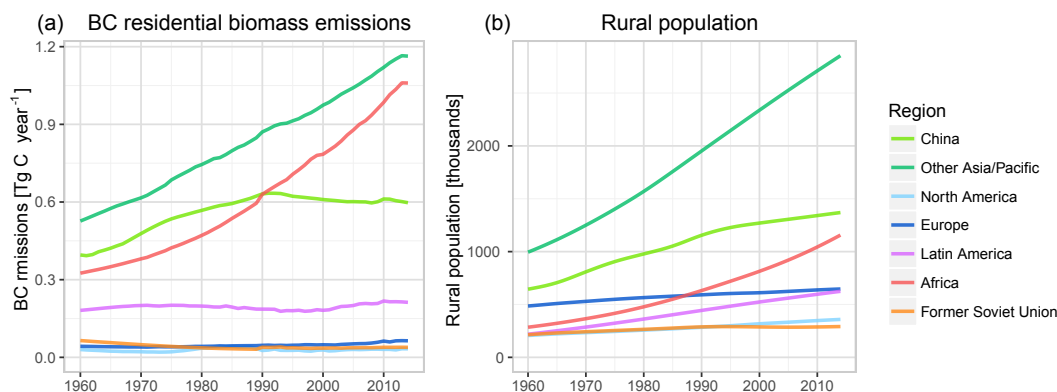 (a) BC residential biomass emissions
BC rmissions [Tg C year-1]
1.2
0.9
0.6
0.3
0.0
1960 1970 1980 1990 2000 2010
(b) Rural population
Rural population [thousands]
2000
1000
0
1960 1970 1980 1990 2000 2010
Region
China
Other Asia/Pacific
North America
Europe
Latin America
Africa
Former Soviet Union